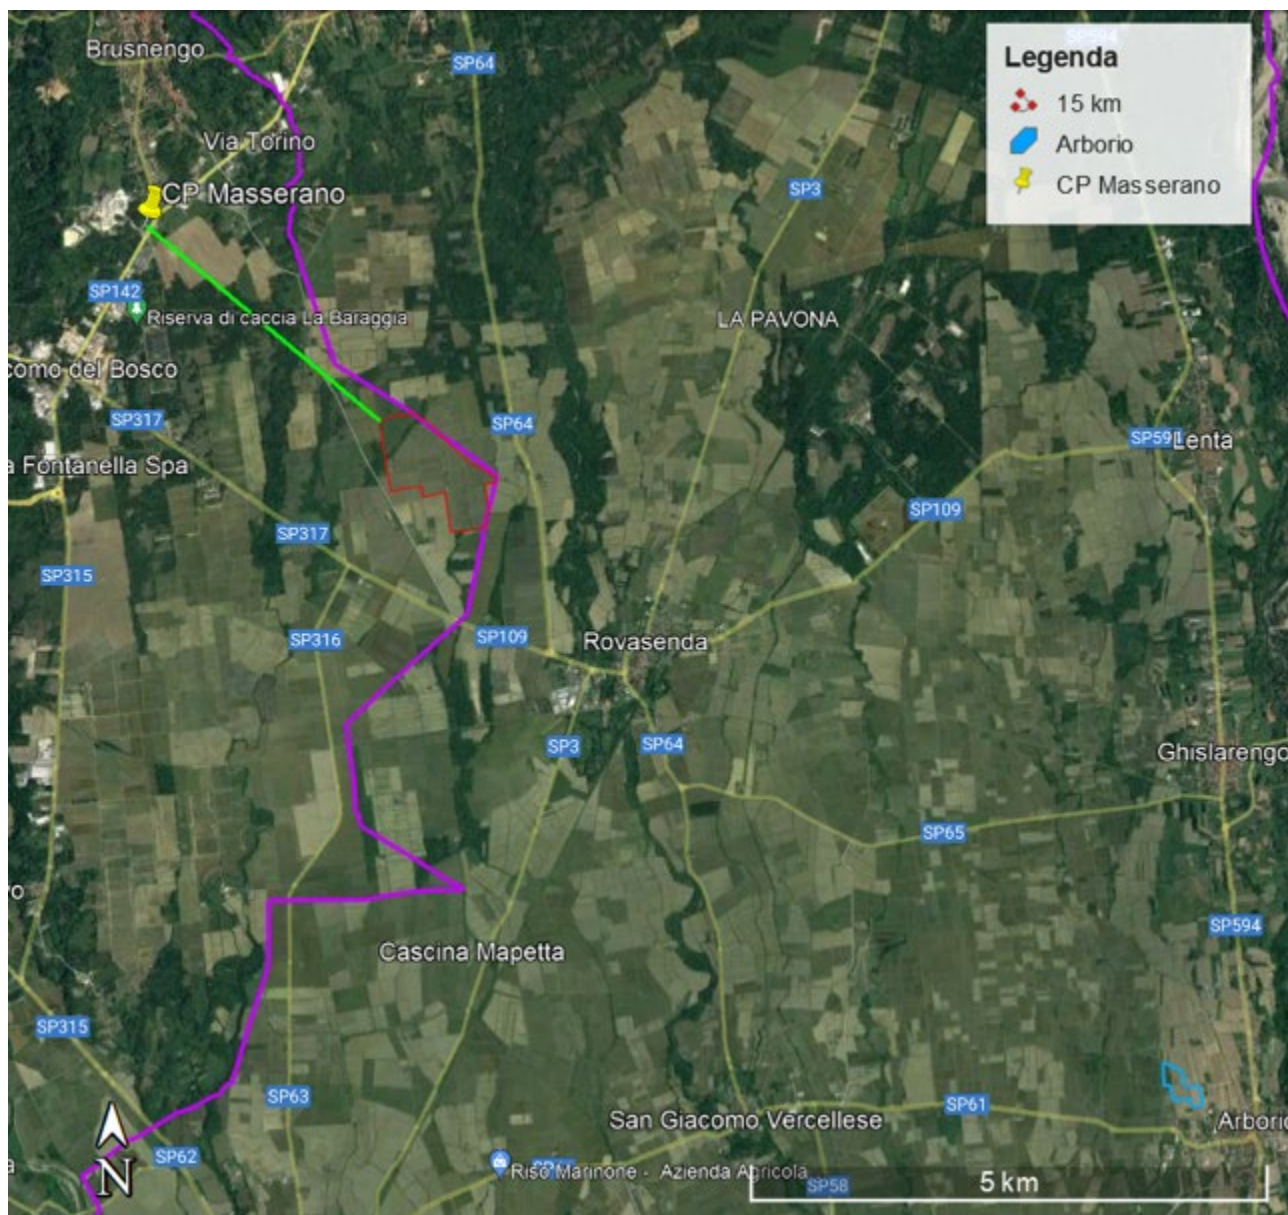 SP594
Legenda
15 km
Arborio
CP Masserano
Brusnengo
SP64
Via Torino
CP Masserano
SP3
SP142
Riserva di caccia La Baraggia
LA PAVONA
como del Bosco
SP317
SP64
Lenta
a Fontanella Spa
SP109
SP317
SP315
SP316
SP109
Rovasenda
SP3
SP64
Ghislarengo
SP65
vo
SP594
Cascina Mapetta
SP315
SP63
SP61
San Giacomo Vercellese
Arborio
N
SP62
a
Riso Marinone - Azienda Agricola
SP58
5 km